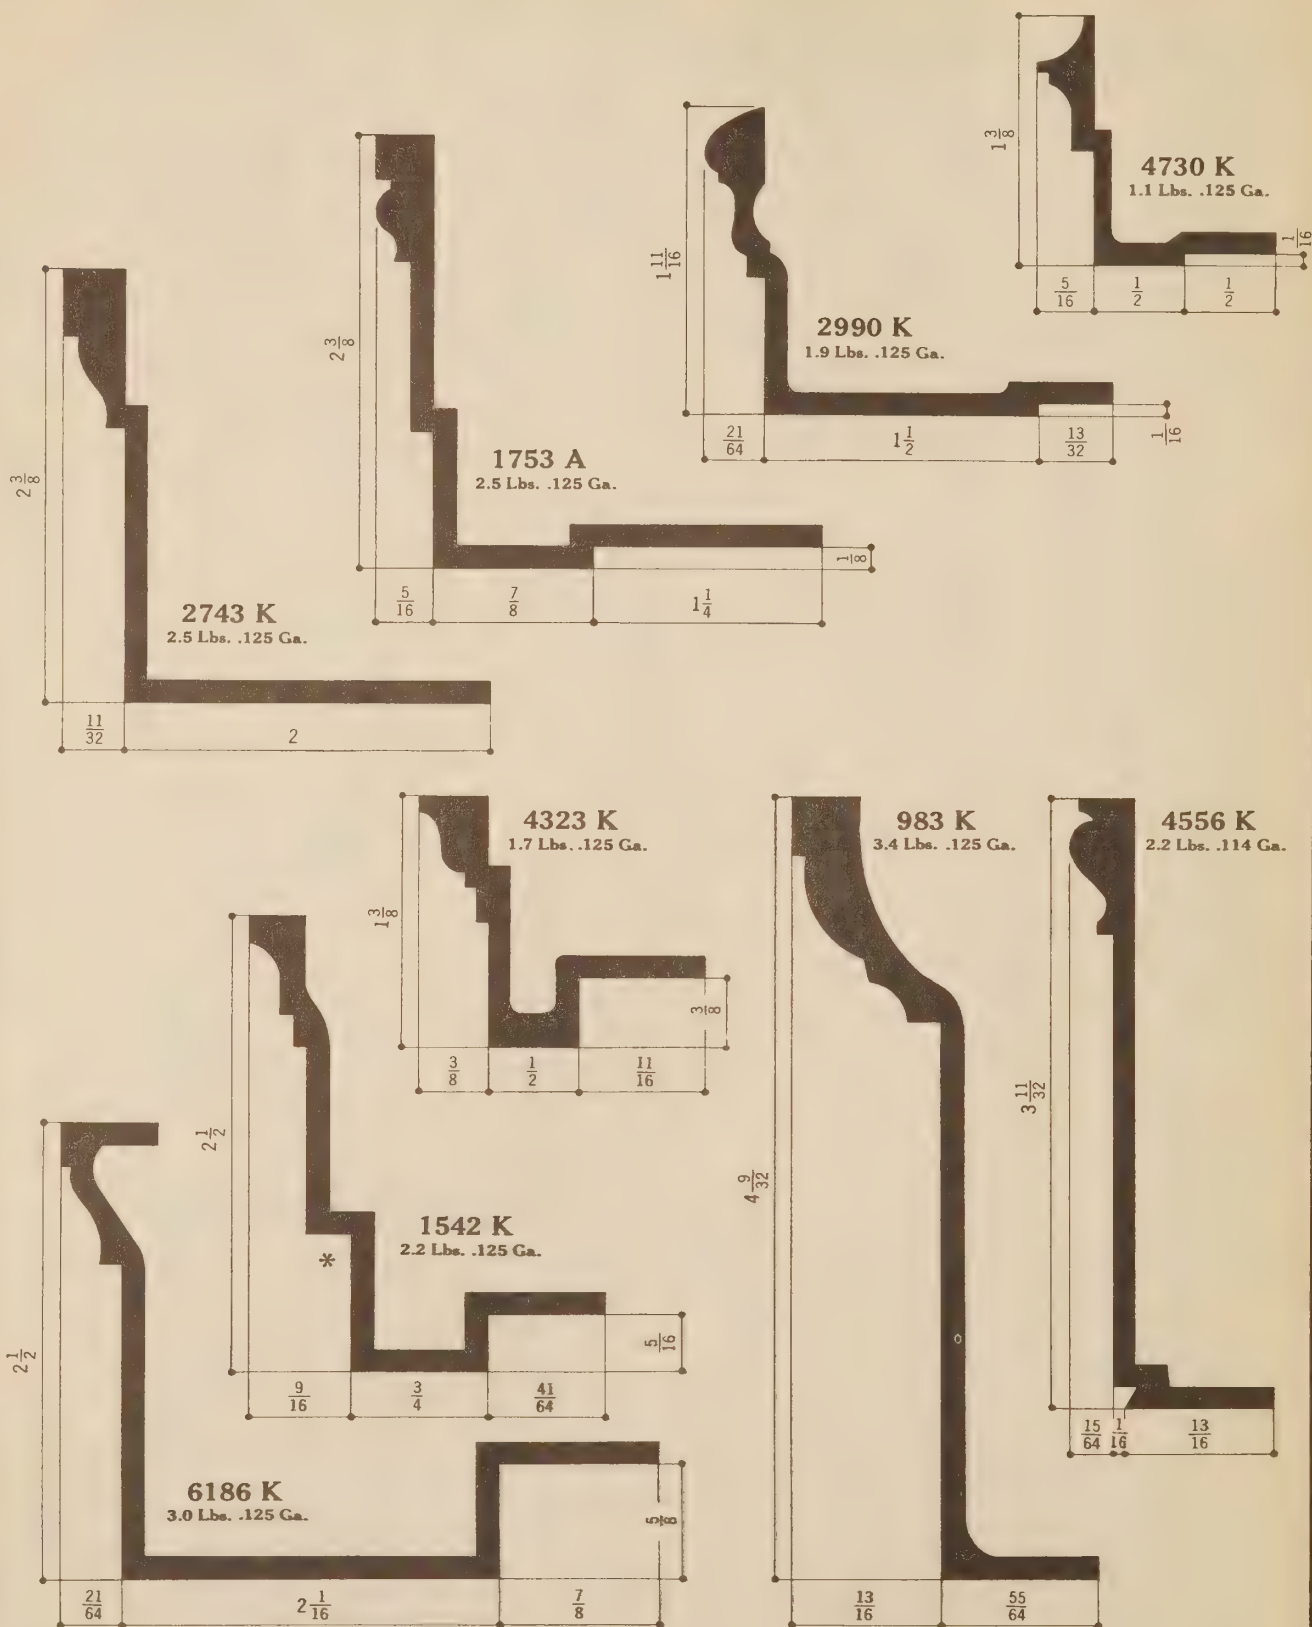 1 3/8
4730 K
1.1 Lbs. .125 Ga.
1/16
5/16 1/2 1/2
1 11/16
2990 K
1.9 Lbs. .125 Ga.
21/64 1 1/2 13/32
1/16
2 3/8
1753 A
2.5 Lbs. .125 Ga.
1/8
5/16 7/8 1 1/4
2 3/8
2743 K
2.5 Lbs. .125 Ga.
11/32 2
1 3/8
4323 K
1.7 Lbs. .125 Ga.
3/8
3/8 1/2 11/16
983 K
3.4 Lbs. .125 Ga.
4 9/32
13/16 55/64
4556 K
2.2 Lbs. .114 Ga.
3 11/32
15/64 1/16 13/16
2 1/2
1542 K
2.2 Lbs. .125 Ga.
*
5/16
9/16 3/4 41/64
2 1/2
6186 K
3.0 Lbs. .125 Ga.
5/8
21/64 2 1/16 7/8